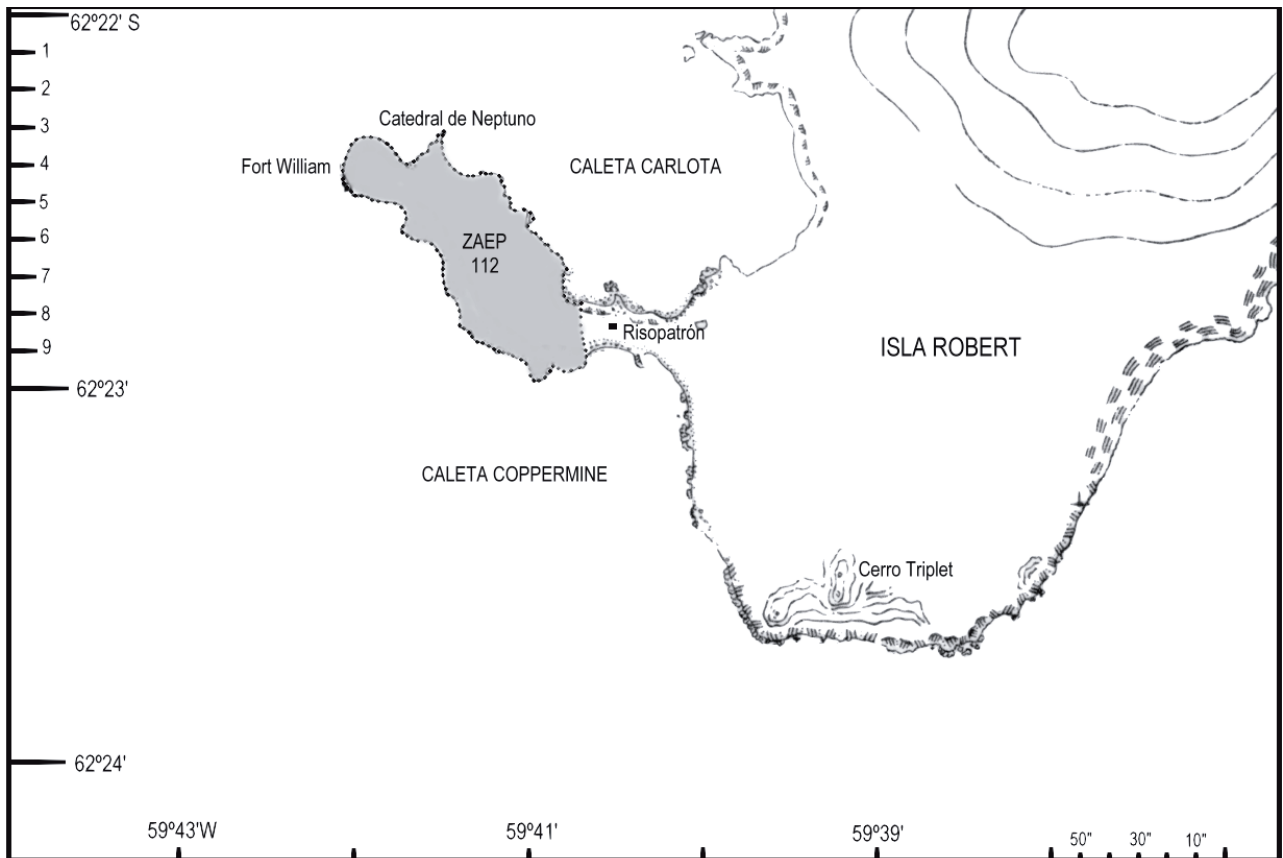 62º22' S
1
2
3
Catedral de Neptuno
4
Fort William
CALETA CARLOTA
5
6
ZAEP
112
7
8
Risopatrón
9
ISLA ROBERT
62º23'
CALETA COPPERMINE
Cerro Triplet
62º24'
59º43'W
59º41'
59º39'
50"
30"
10"